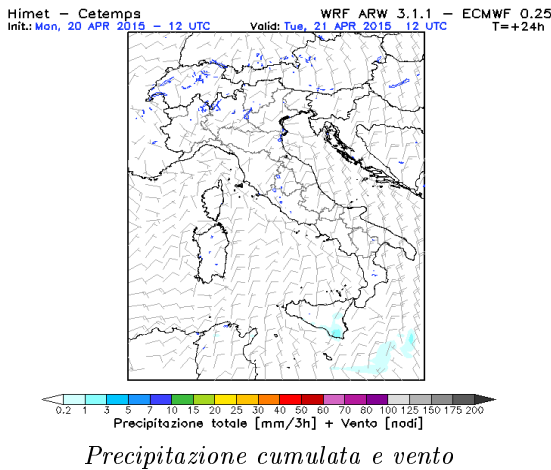 Himet – Cetemps WRF ARW 3.1.1 – ECMWF 0.25
Init.: Mon, 20 APR 2015 – 12 UTC Valid: Tue, 21 APR 2015 12 UTC T=+24h
0.2 1 3 5 7 10 15 20 25 30 40 50 60 70 80 100 125 150 175 200
Precipitazione totale [mm/3h] + Vento [nodi]
Precipitazione cumulata e vento